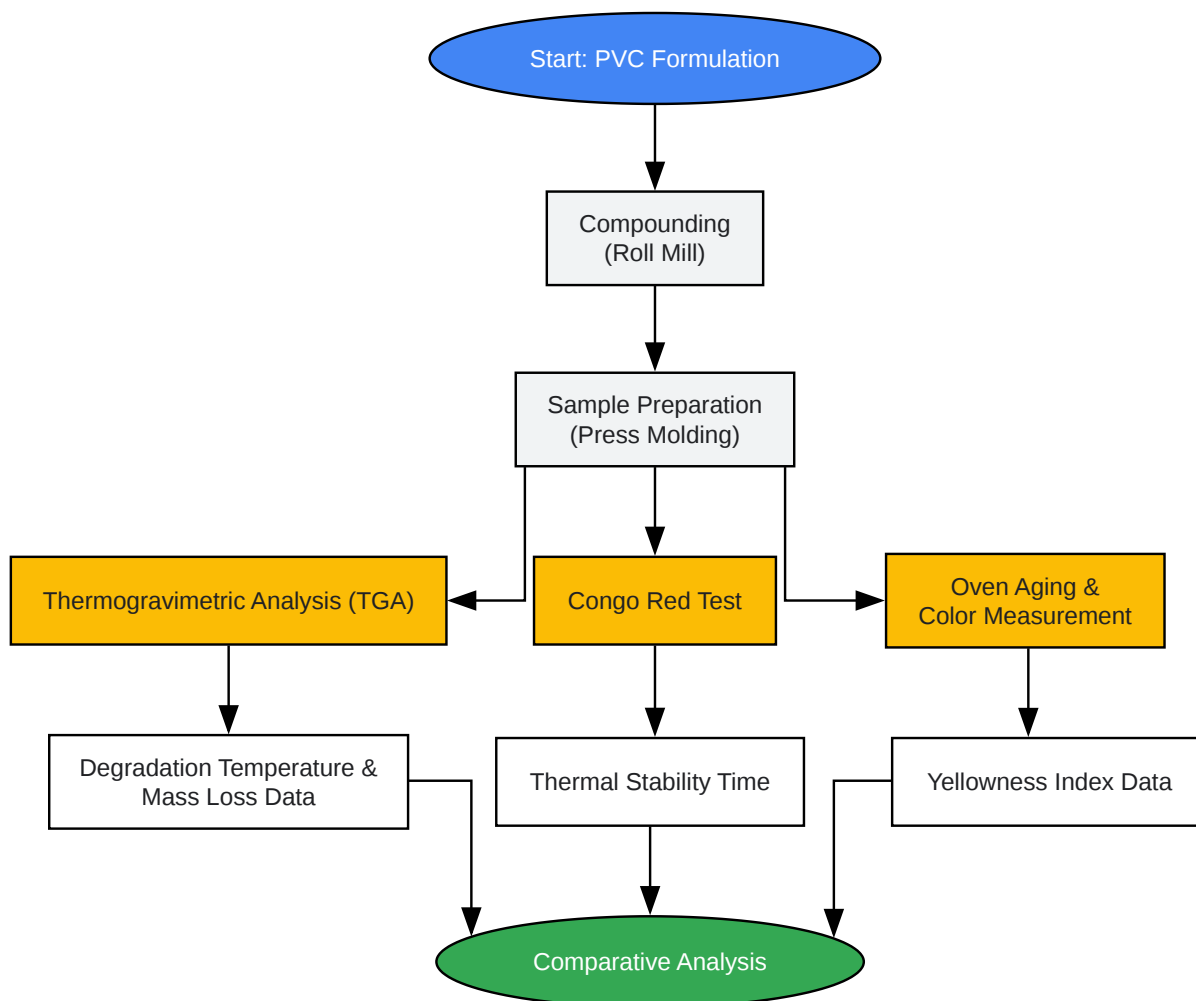 Start: PVC Formulation
Compounding
(Roll Mill)
Sample Preparation
(Press Molding)
Thermogravimetric Analysis (TGA)
Congo Red Test
Oven Aging &
Color Measurement
Degradation Temperature &
Mass Loss Data
Thermal Stability Time
Yellowness Index Data
Comparative Analysis